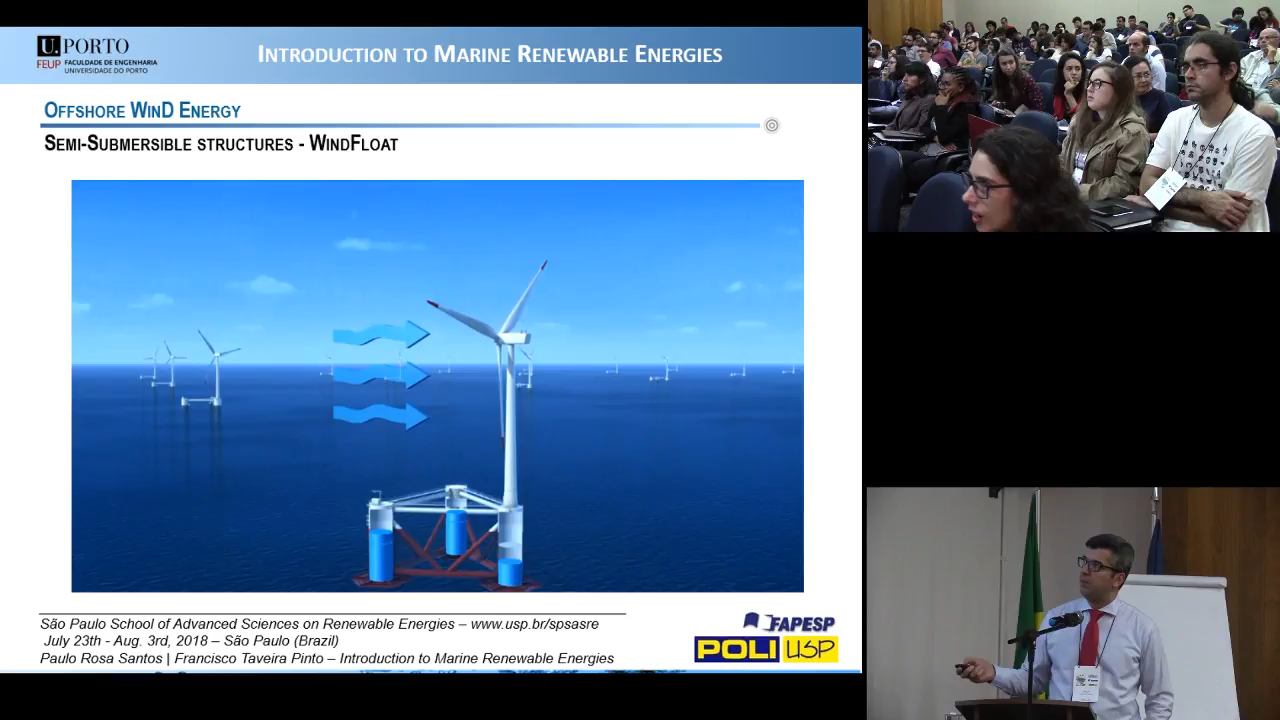 U.PORTO
FEUP FACULDADE DE ENGENHARIA
UNIVERSIDADE DO PORTO
INTRODUCTION TO MARINE RENEWABLE ENERGIES
OFFSHORE WIND ENERGY
SEMI-SUBMERSIBLE STRUCTURES - WINDFLOAT
São Paulo School of Advanced Sciences on Renewable Energies – www.usp.br/spsasre
July 23th - Aug. 3rd, 2018 – São Paulo (Brazil)
Paulo Rosa Santos | Francisco Taveira Pinto – Introduction to Marine Renewable Energies
FAPESP
POLI USP